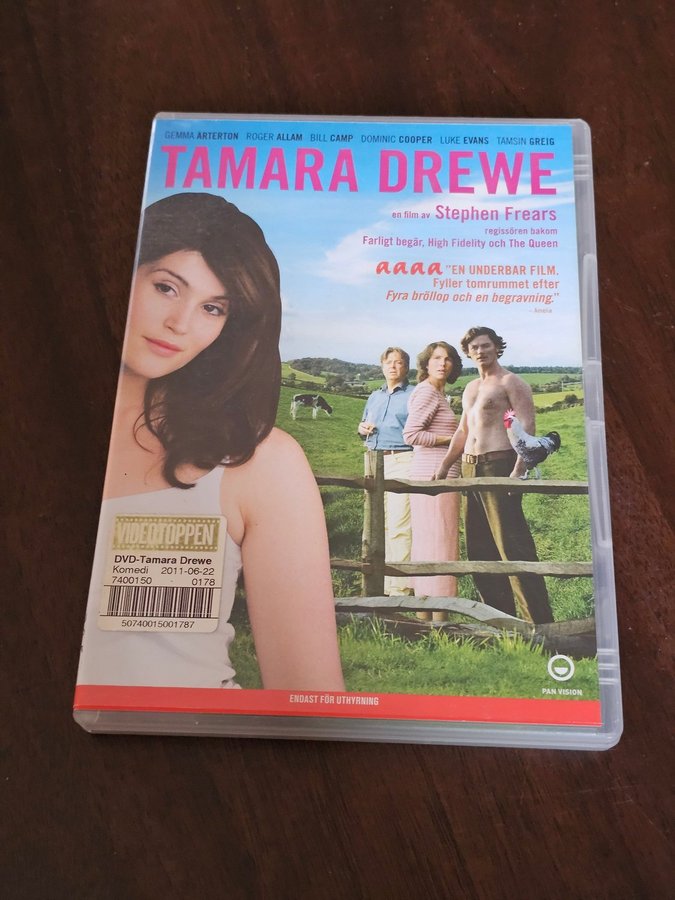 GEMMA ARTERTON ROGER ALLAM BILL CAMP DOMINIC COOPER LUKE EVANS TAMSIN GREIG
TAMARA DREWE
en film av Stephen Frears
regissören bakom
Farligt begär, High Fidelity och The Queen
aaaa "EN UNDERBAR FILM.
Fyller tomrummet efter
Fyra bröllop och en begravning."
—Amelia
VIDEOTOPPEN
DVD-Tamara Drewe
Komedi 2011-06-22
7400150 - 0178
50740015001787
PAN VISION
ENDAST FÖR UTHYRNING